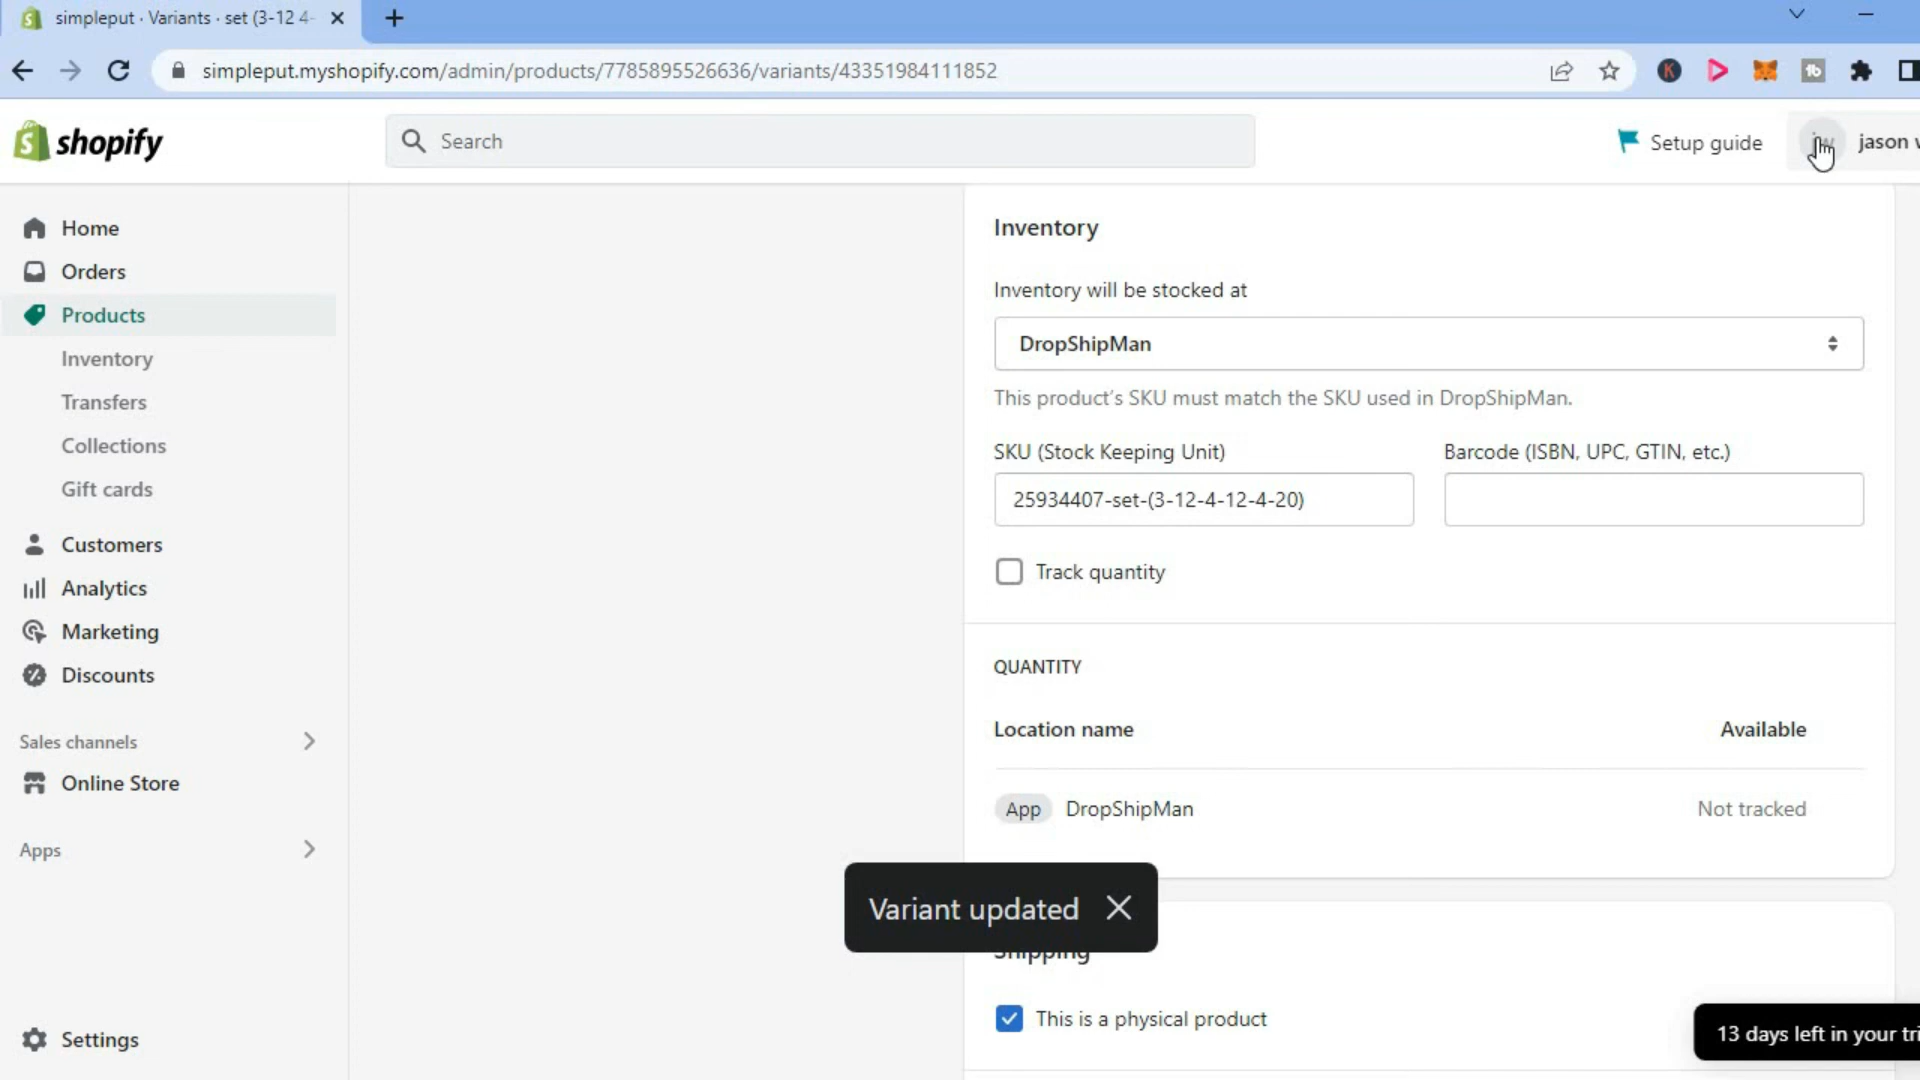 simpleput · Variants · set (3-12 4-
simpleput.myshopify.com/admin/products/7785895526636/variants/43351984111852
shopify
Search
Setup guide
jason
Home
Orders
Products
Inventory
Transfers
Collections
Gift cards
Customers
Analytics
Marketing
Discounts
Sales channels
Online Store
Apps
Settings
Inventory
Inventory will be stocked at
DropShipMan
This product's SKU must match the SKU used in DropShipMan.
SKU (Stock Keeping Unit)
Barcode (ISBN, UPC, GTIN, etc.)
25934407-set-(3-12-4-12-4-20)
Track quantity
QUANTITY
Location name
Available
App DropShipMan
Not tracked
Variant updated
Shipping
This is a physical product
13 days left in your